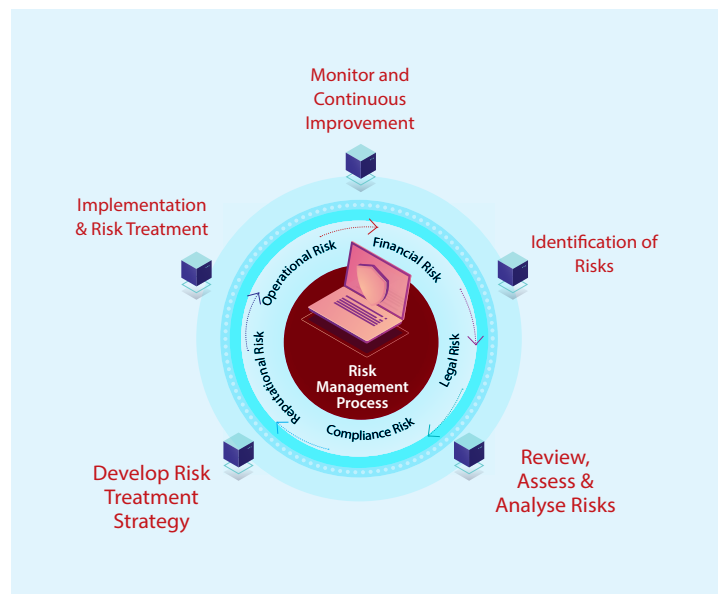 Monitor and
Continuous
Improvement
Implementation
& Risk Treatment
Identification of
Risks
Operational Risk
Financial Risk
Legal Risk
Compliance Risk
Reputational Risk
Risk
Management
Process
Develop Risk
Treatment
Strategy
Review,
Assess &
Analyse Risks